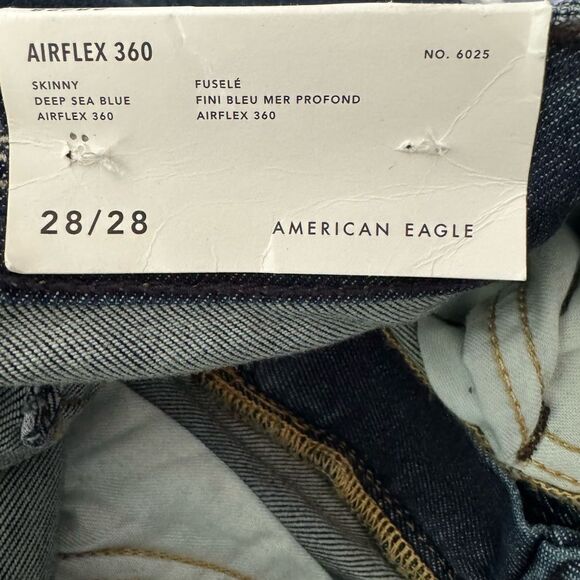 AIRFLEX 360
NO. 6025
SKINNY
DEEP SEA BLUE
AIRFLEX 360
FUSELÉ
FINI BLEU MER PROFOND
AIRFLEX 360
28/28
AMERICAN EAGLE